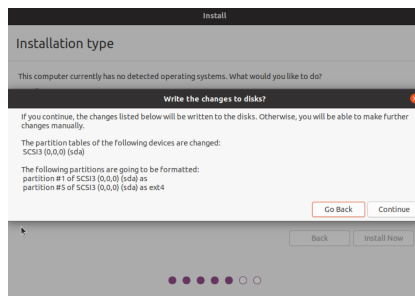 Install
Installation type
This computer currently has no detected operating systems. What would you like to do?
Write the changes to disks?
If you continue, the changes listed below will be written to the disks. Otherwise, you will be able to make further
changes manually.
The partition tables of the following devices are changed:
SCSI3 (0,0,0) (sda)
The following partitions are going to be formatted:
partition #1 of SCSI3 (0,0,0) (sda) as
partition #5 of SCSI3 (0,0,0) (sda) as ext4
Go Back
Continue
Back
Install Now